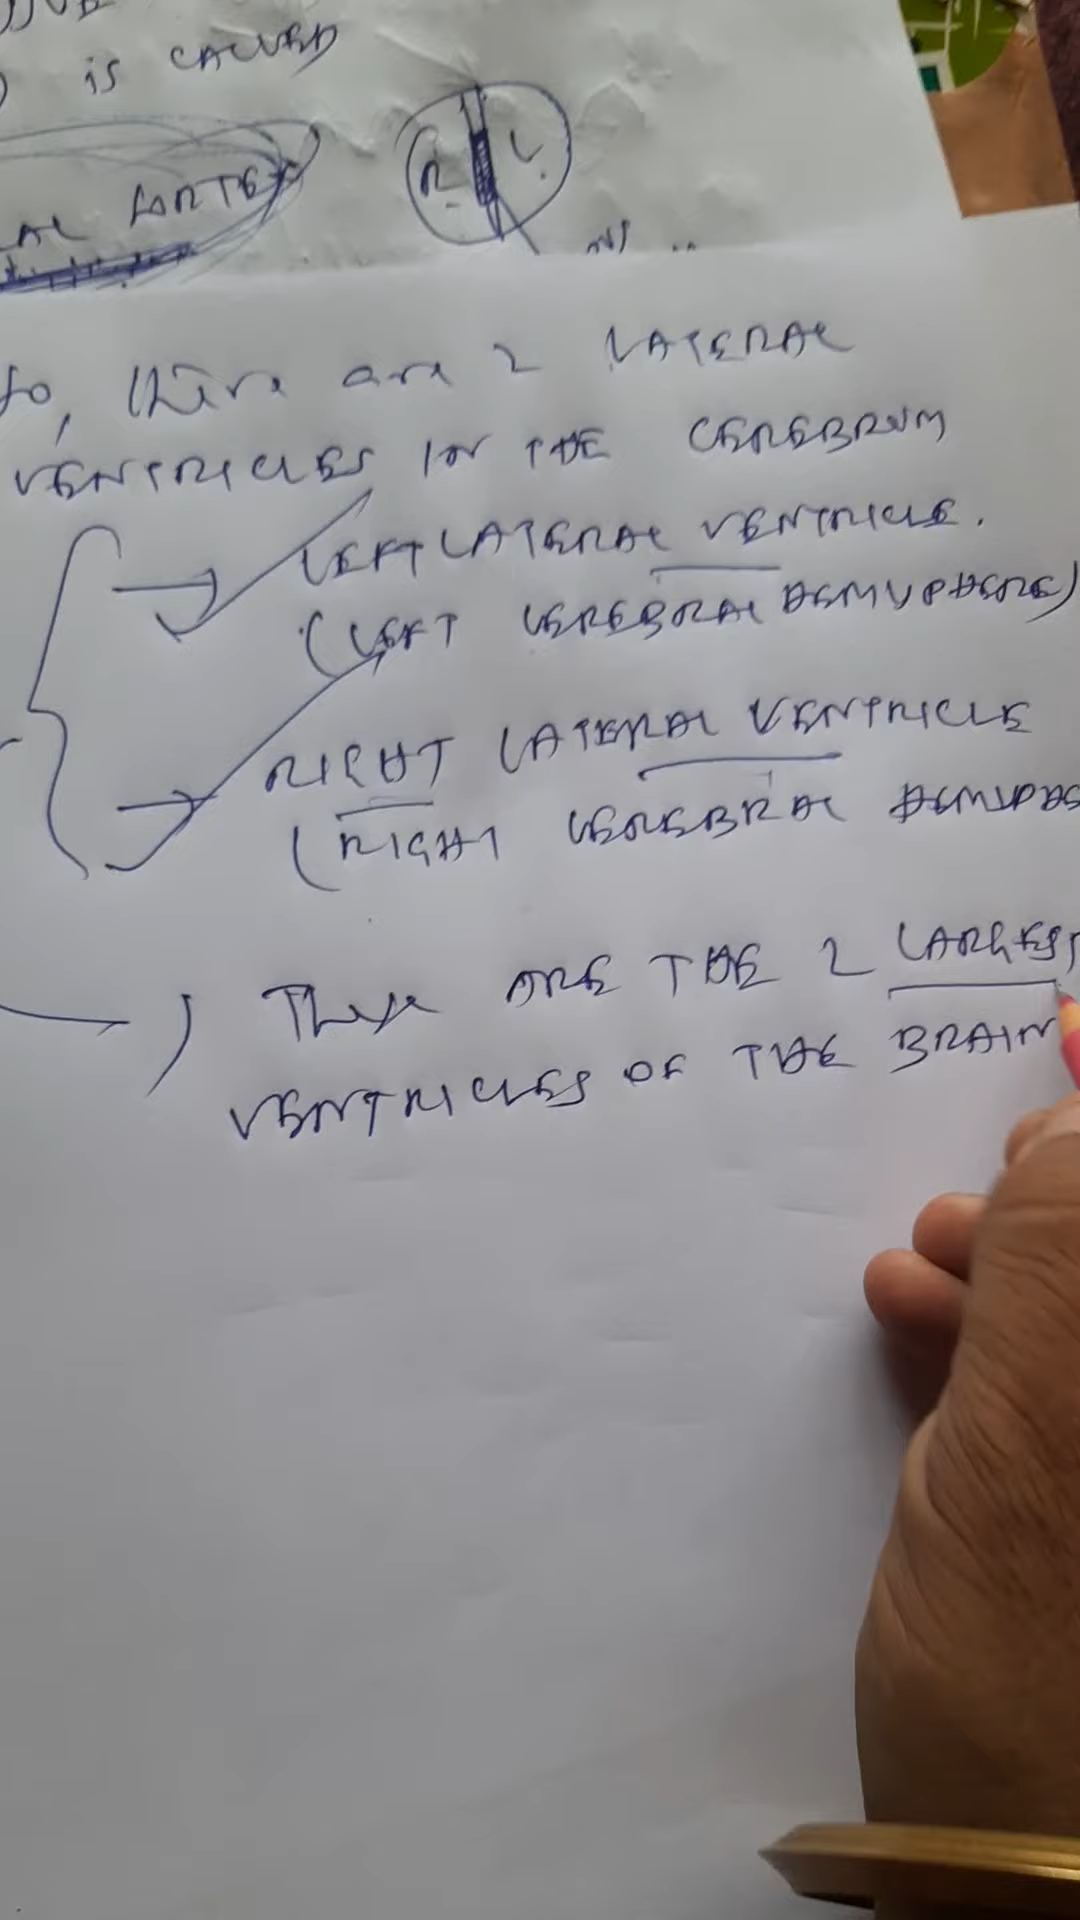 is CALLED
R L
So, there are 2 LATERAL
VENTRICLES IN THE CEREBRUM
LEFT LATERAL VENTRICLE.
(LEFT CEREBRAL HEMISPHERE)
RIGHT LATERAL VENTRICLE
(RIGHT CEREBRAL
These ARE THE 2 LARGEST
VENTRICLES OF THE BRAIN